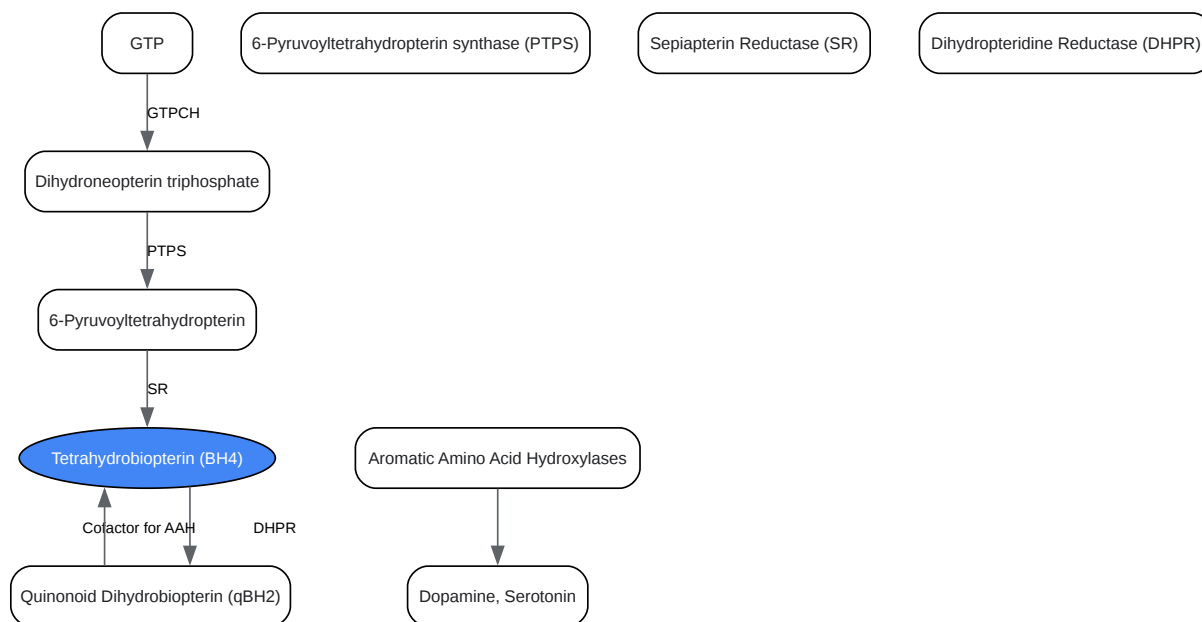 GTP
6-Pyruvoyltetrahydropterin synthase (PTPS)
Sepiapterin Reductase (SR)
Dihydropteridine Reductase (DHPR)
GTPCH
Dihydroneopterin triphosphate
PTPS
6-Pyruvoyltetrahydropterin
SR
Tetrahydrobiopterin (BH4)
Aromatic Amino Acid Hydroxylases
Cofactor for AAH
DHPR
Quinonoid Dihydrobiopterin (qBH2)
Dopamine, Serotonin